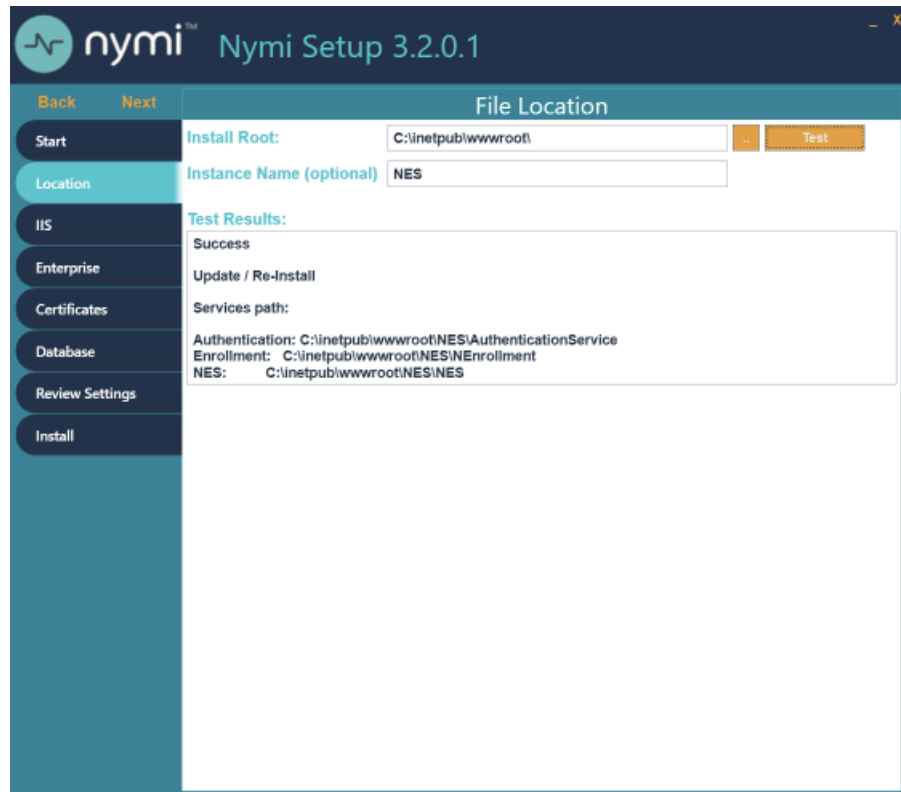 nymi™ Nymi Setup 3.2.0.1
_ X
Back Next
File Location
Start
Location
IIS
Enterprise
Certificates
Database
Review Settings
Install
Install Root: C:\inetpub\wwwroot\ .. Test
Instance Name (optional) NES
Test Results:
Success
Update / Re-Install
Services path:
Authentication: C:\inetpub\wwwroot\NES\AuthenticationService
Enrollment: C:\inetpub\wwwroot\NES\NEnrollment
NES: C:\inetpub\wwwroot\NES\NES